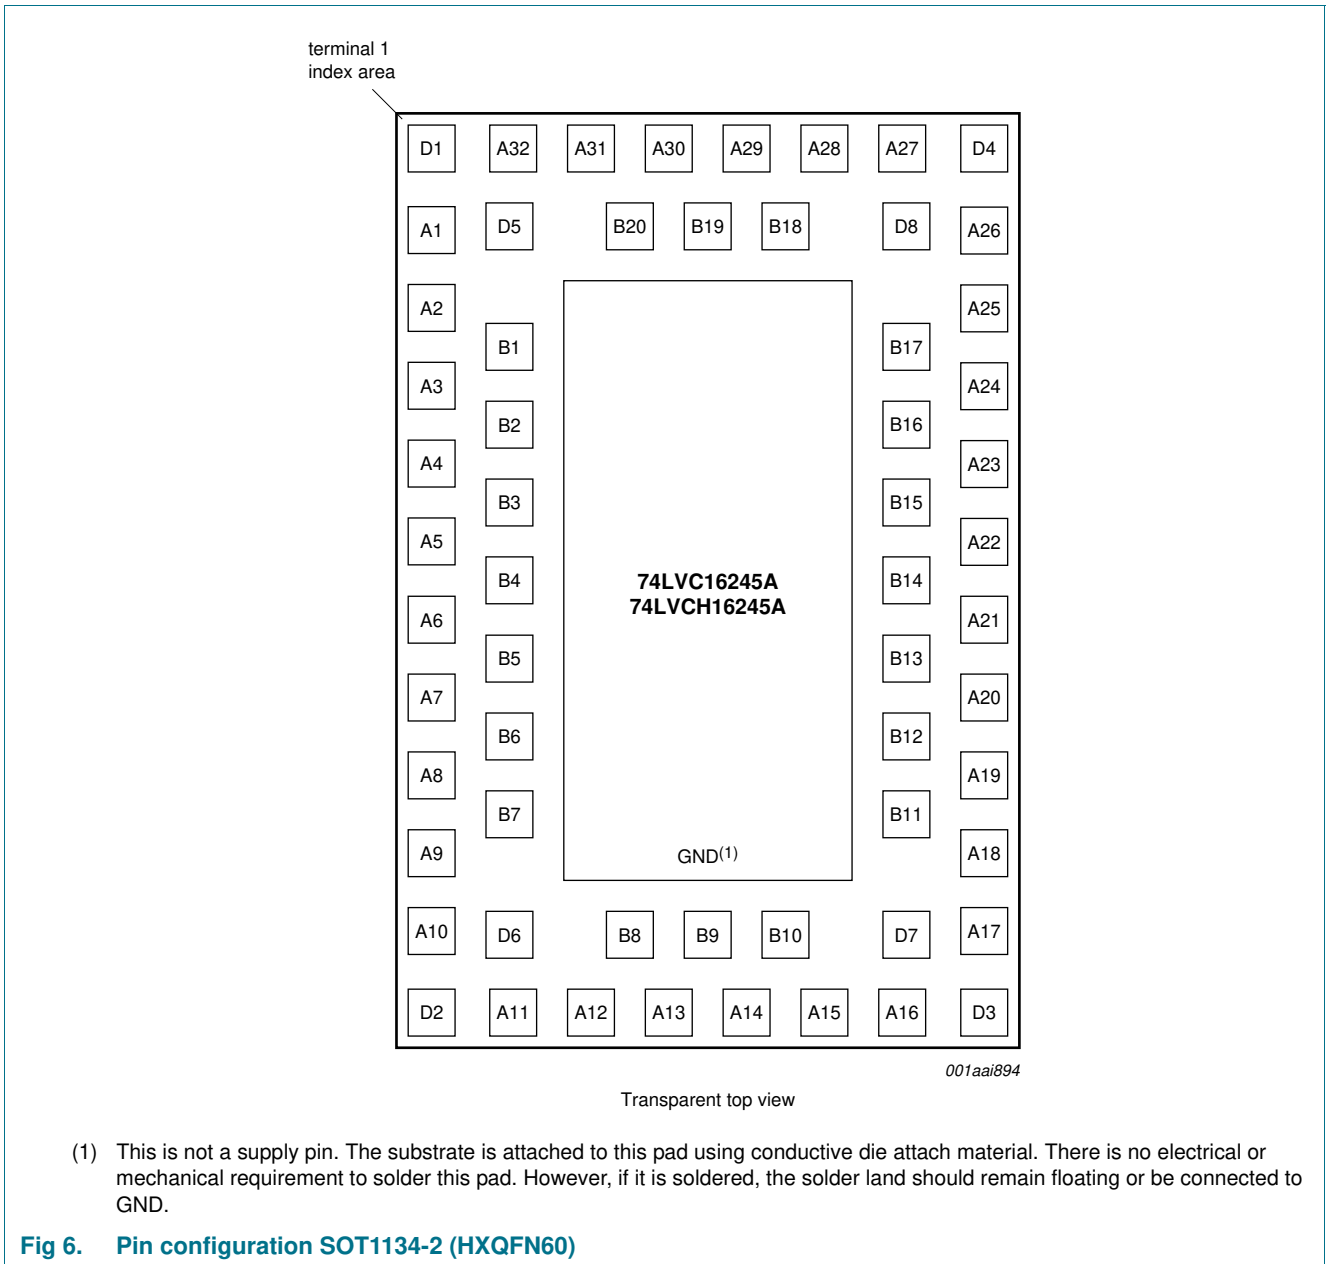 terminal 1
index area
D1 A32 A31 A30 A29 A28 A27 D4
A1 D5 B20 B19 B18 D8 A26
A2 A25
B1 B17
A3 A24
B2 B16
A4 A23
B3 B15
A5 A22
B4 74LVC16245A B14
74LVCH16245A
A6 A21
B5 B13
A7 A20
B6 B12
A8 A19
B7 B11
A9 GND(1) A18
A10 D6 B8 B9 B10 D7 A17
D2 A11 A12 A13 A14 A15 A16 D3
001aai894
Transparent top view
(1) This is not a supply pin. The substrate is attached to this pad using conductive die attach material. There is no electrical or
mechanical requirement to solder this pad. However, if it is soldered, the solder land should remain floating or be connected to
GND.
Fig 6. Pin configuration SOT1134-2 (HXQFN60)